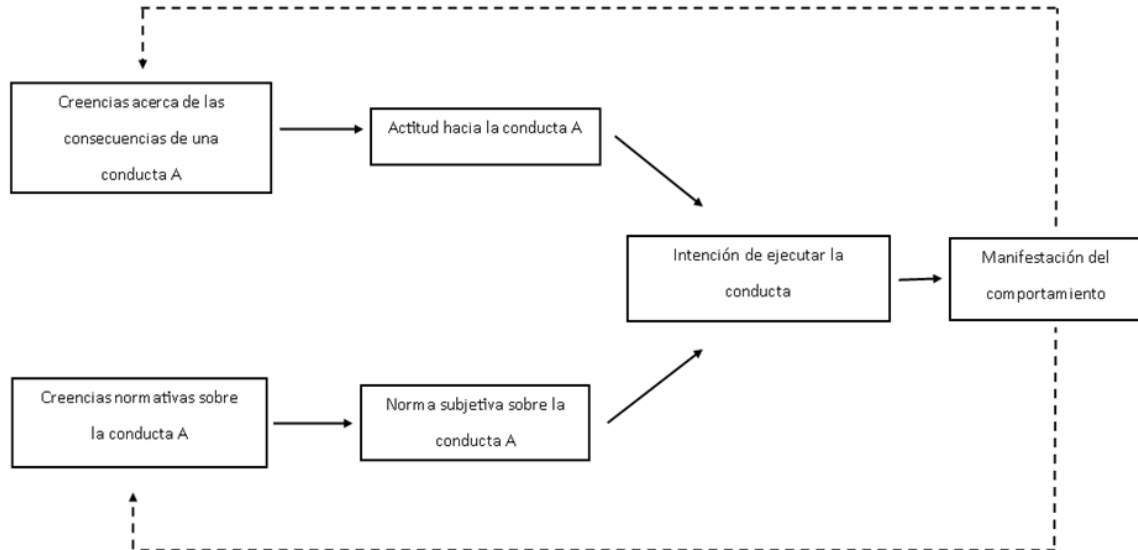 Creencias acerca de las
consecuencias de una
conducta A
Actitud hacia la conducta A
Intención de ejecutar la
conducta
Manifestación del
comportamiento
Creencias normativas sobre
la conducta A
Norma subjetiva sobre la
conducta A